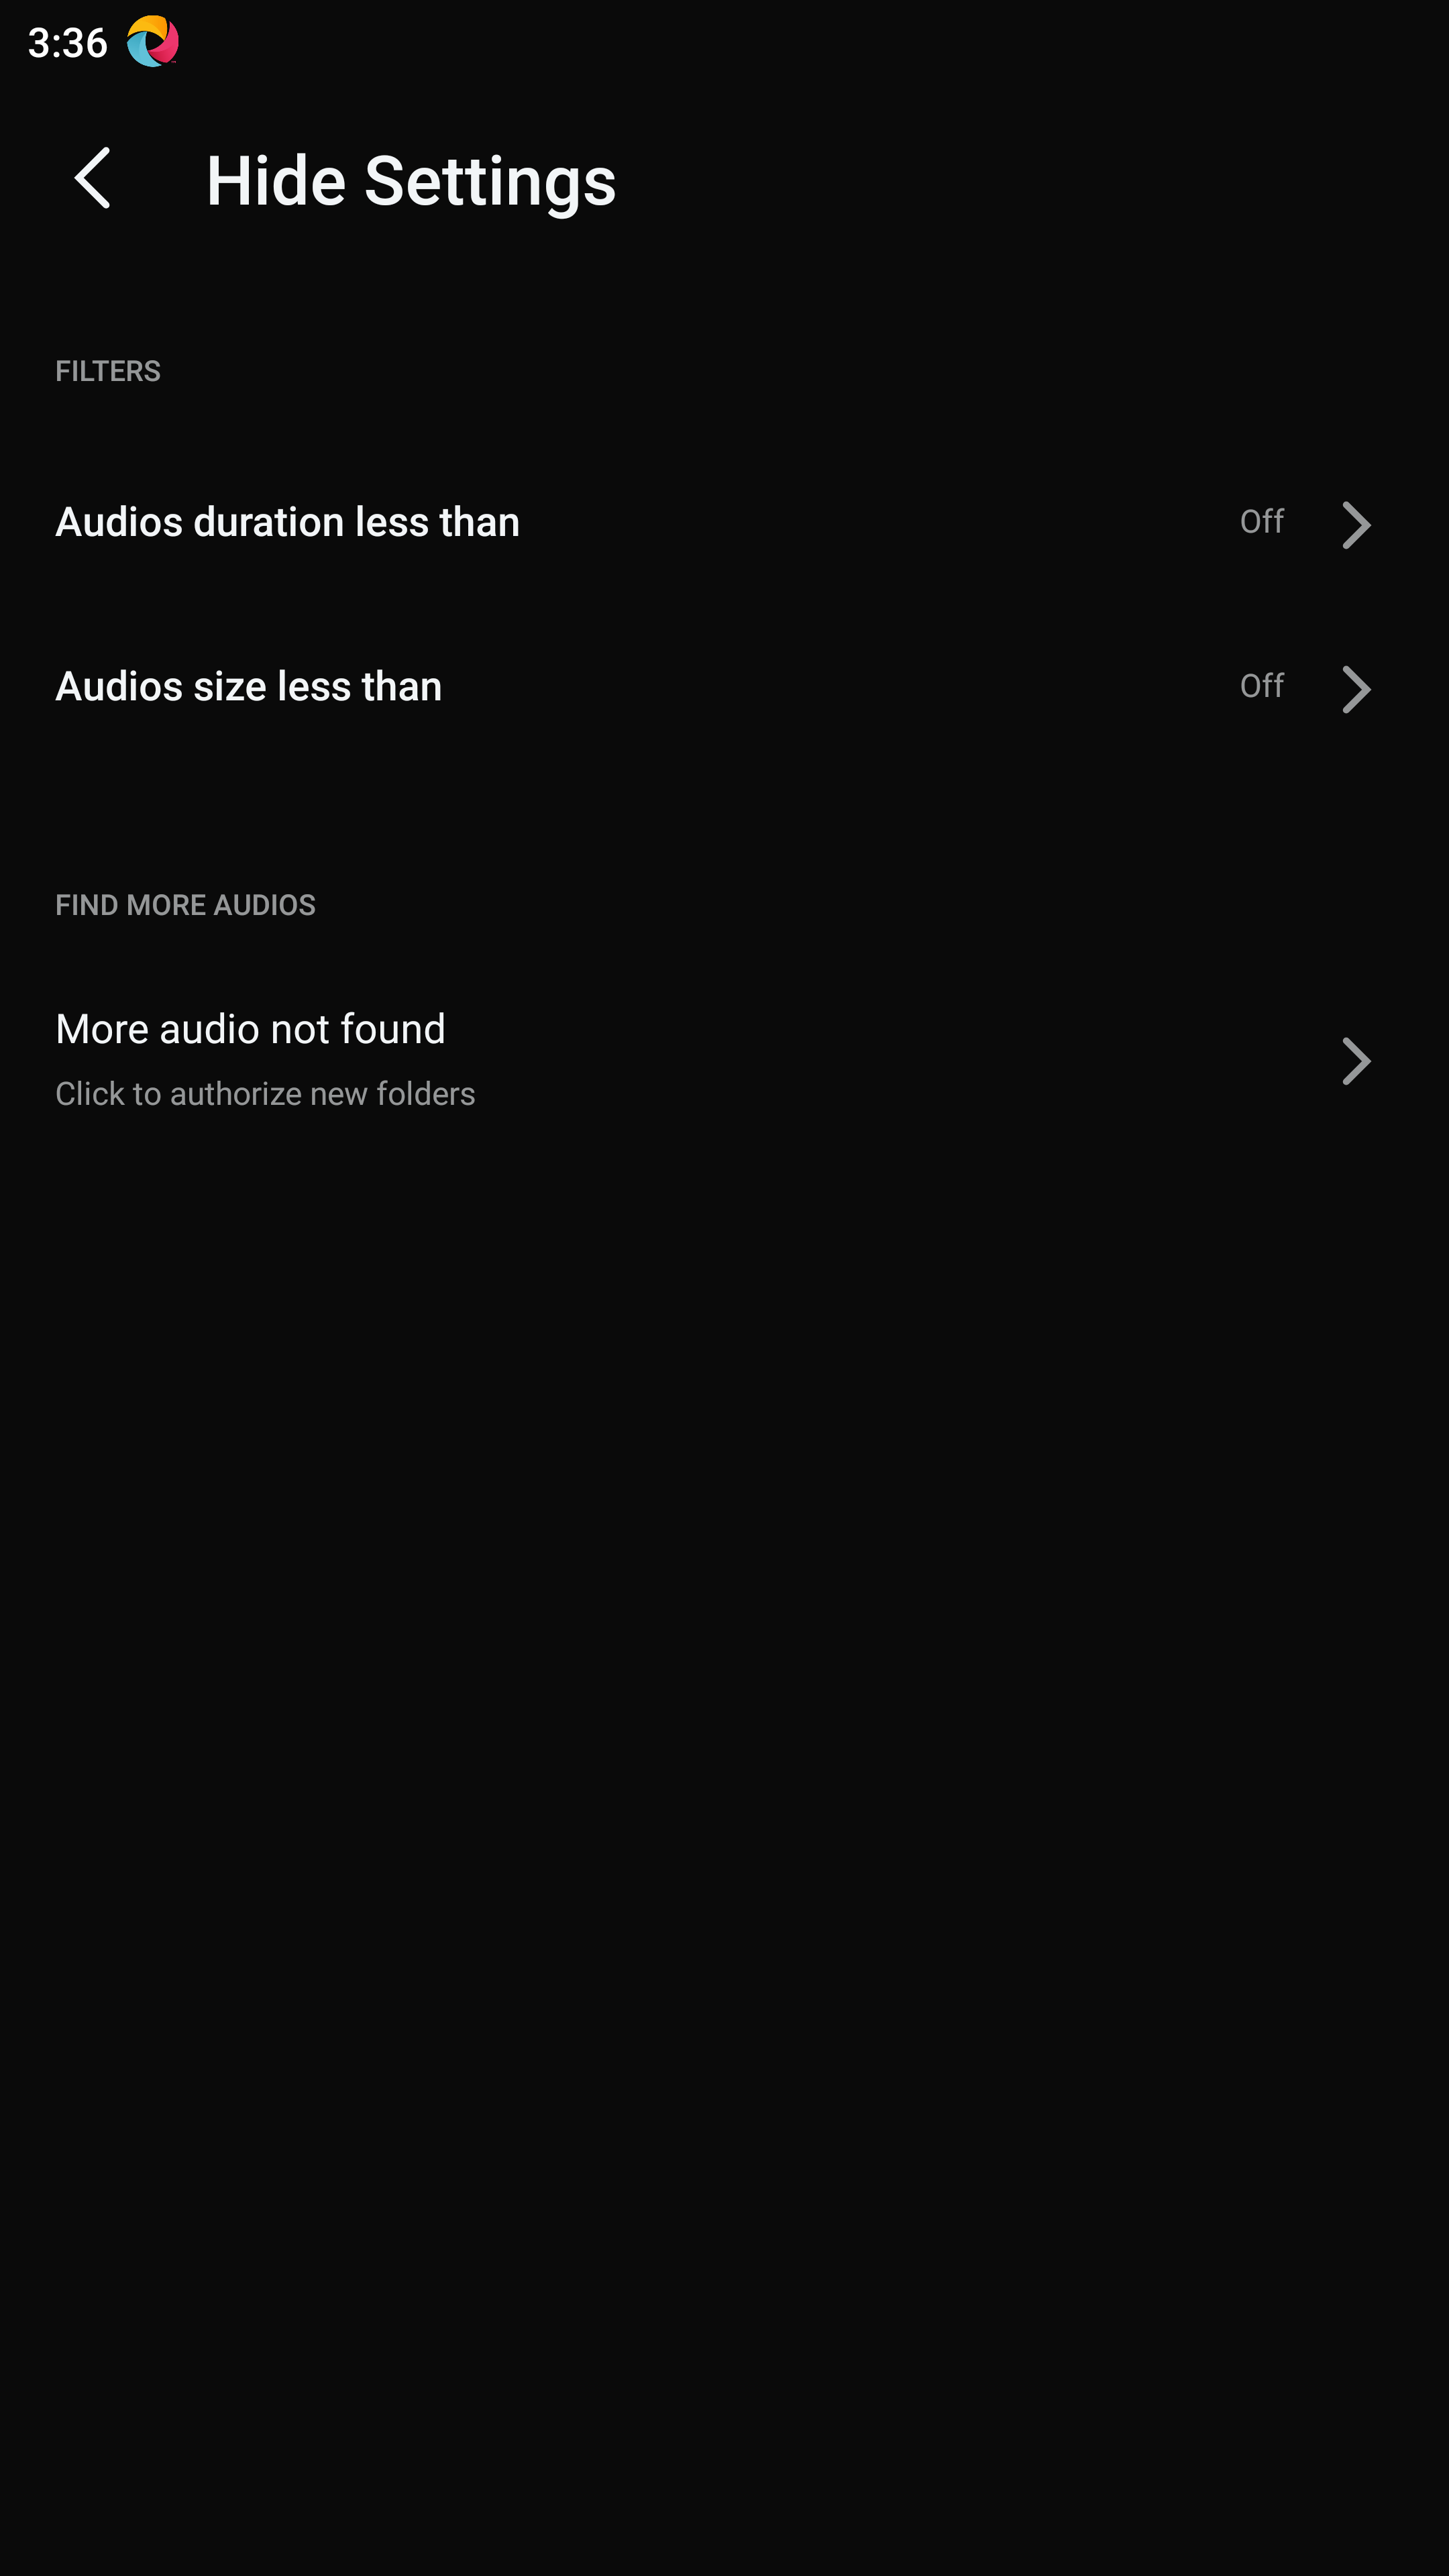 3:36
Hide Settings
FILTERS
Audios duration less than
Off
Audios size less than
Off
FIND MORE AUDIOS
More audio not found
Click to authorize new folders